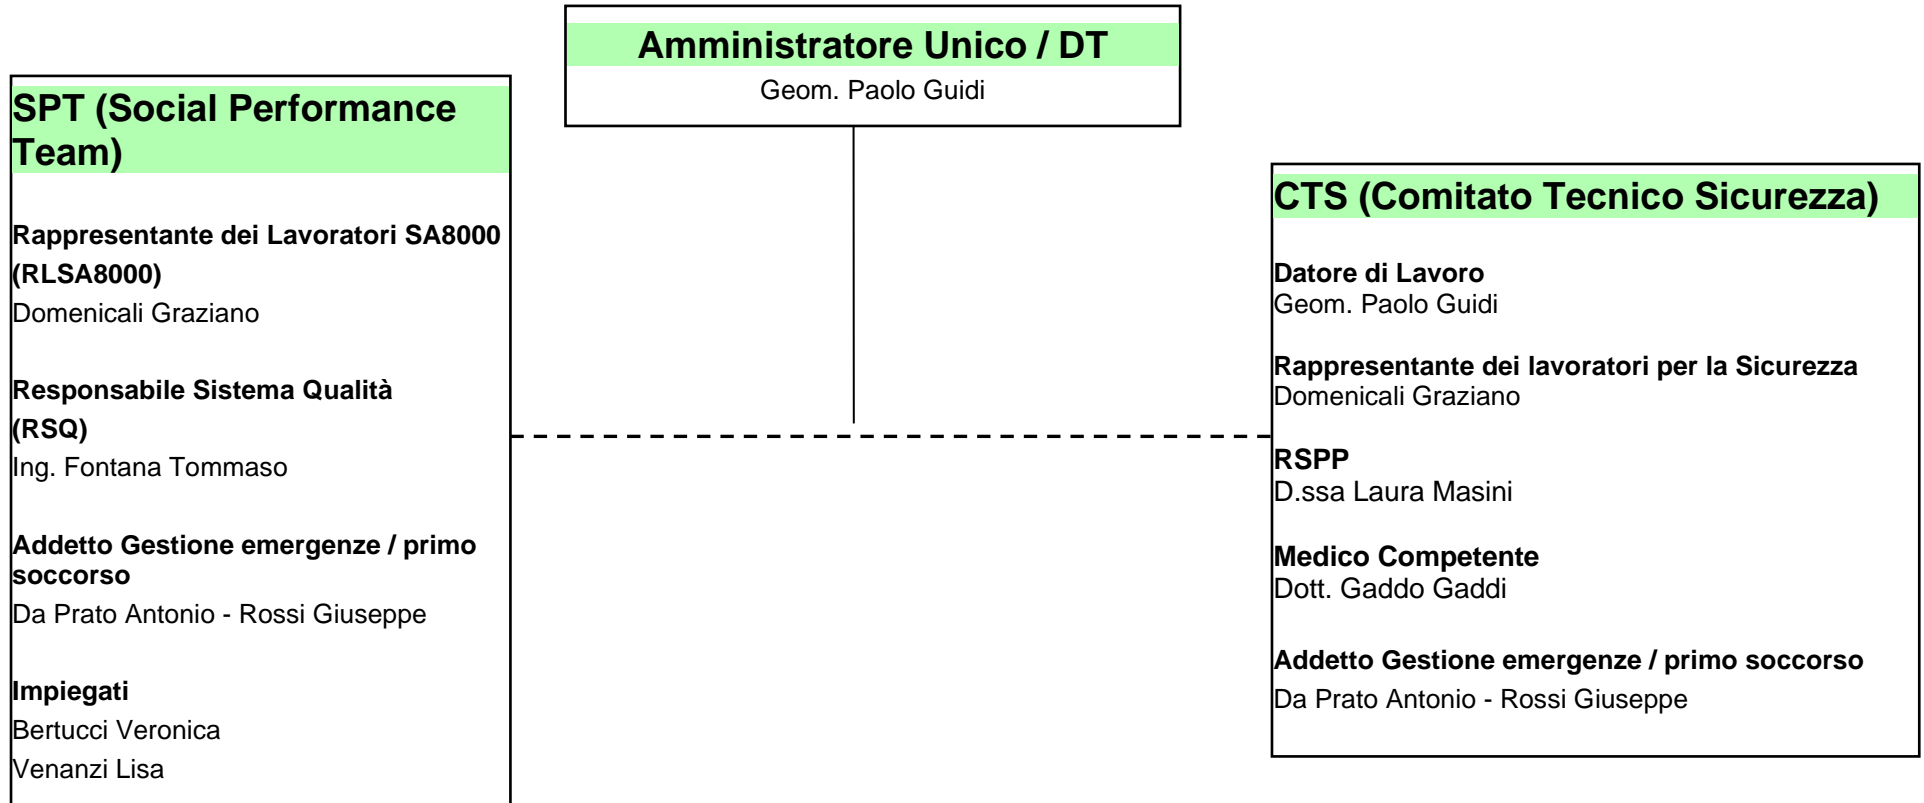 Amministratore Unico / DT
Geom. Paolo Guidi
SPT (Social Performance
Team)
Rappresentante dei Lavoratori SA8000
(RLSA8000)
Domenicali Graziano
Responsabile Sistema Qualità
(RSQ)
Ing. Fontana Tommaso
Addetto Gestione emergenze / primo
soccorso
Da Prato Antonio - Rossi Giuseppe
Impiegati
Bertucci Veronica
Venanzi Lisa
CTS (Comitato Tecnico Sicurezza)
Datore di Lavoro
Geom. Paolo Guidi
Rappresentante dei lavoratori per la Sicurezza
Domenicali Graziano
RSPP
D.ssa Laura Masini
Medico Competente
Dott. Gaddo Gaddi
Addetto Gestione emergenze / primo soccorso
Da Prato Antonio - Rossi Giuseppe